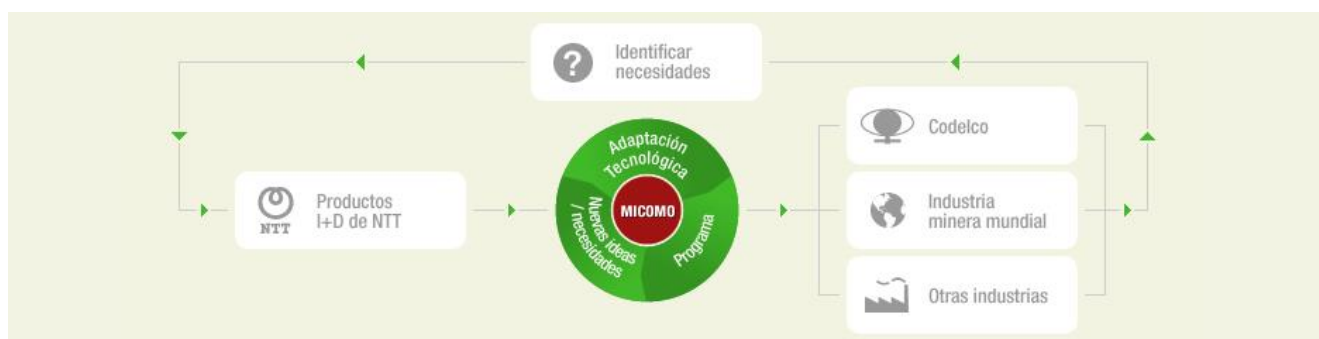 Identificar
necesidades
Codelco
Adaptación
Tecnológica
NTT
Productos
I+D de NTT
MICOMO
Nuevas ideas
/ necesidades
Programa
Industria
minera mundial
Otras industrias